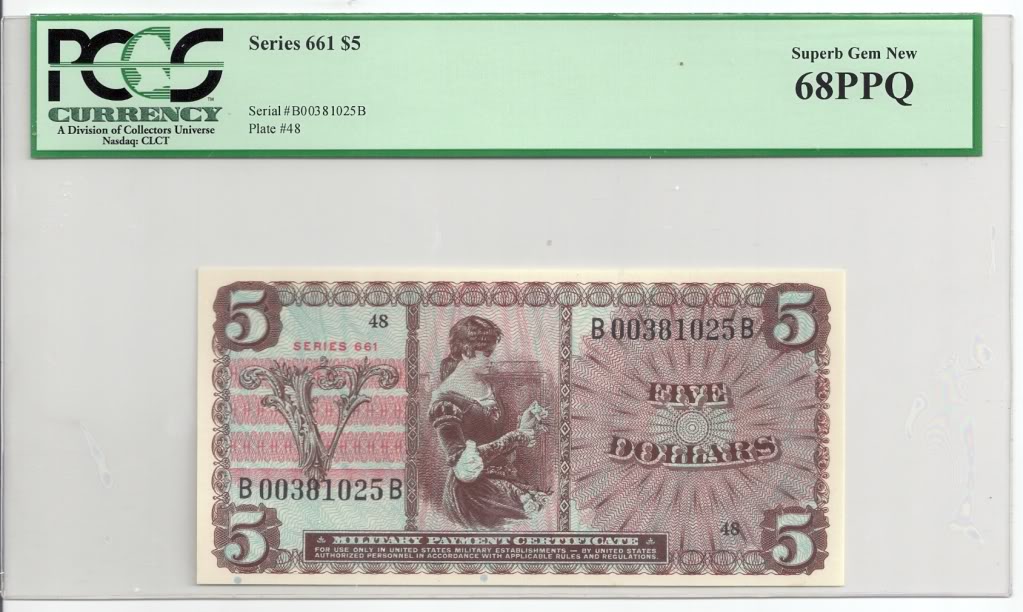 PCGS
CURRENCY
A Division of Collectors Universe
Nasdaq: CLCT
Series 661 $5
Serial #B00381025B
Plate #48
Superb Gem New
68PPQ
5
48
SERIES 661
B 00381025 B
5
V
FIVE
DOLLARS
B 00381025 B
48
5
5
MILITARY PAYMENT CERTIFICATE
FOR USE ONLY IN UNITED STATES MILITARY ESTABLISHMENTS — BY UNITED STATES
AUTHORIZED PERSONNEL IN ACCORDANCE WITH APPLICABLE RULES AND REGULATIONS